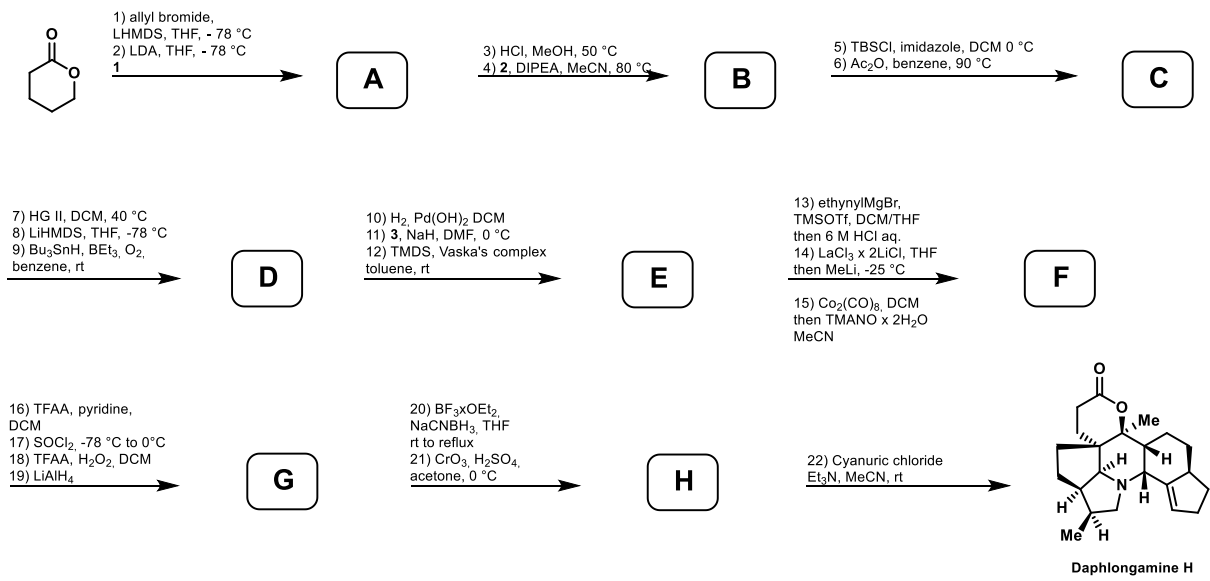 O
O
1) allyl bromide,
LHMDS, THF, - 78 °C
2) LDA, THF, - 78 °C
1
A
3) HCl, MeOH, 50 °C
4) 2, DIPEA, MeCN, 80 °C
B
5) TBSCl, imidazole, DCM 0 °C
6) Ac2O, benzene, 90 °C
C
7) HG II, DCM, 40 °C
8) LiHMDS, THF, -78 °C
9) Bu3SnH, BEt3, O2,
benzene, rt
D
10) H2, Pd(OH)2 DCM
11) 3, NaH, DMF, 0 °C
12) TMDS, Vaska's complex
toluene, rt
E
13) ethynylMgBr,
TMSOTf, DCM/THF
then 6 M HCl aq.
14) LaCl3 x 2LiCl, THF
then MeLi, -25 °C
15) Co2(CO)8, DCM
then TMANO x 2H2O
MeCN
F
16) TFAA, pyridine,
DCM
17) SOCl2, -78 °C to 0°C
18) TFAA, H2O2, DCM
19) LiAlH4
G
20) BF3xOEt2,
NaCNBH3, THF
rt to reflux
21) CrO3, H2SO4,
acetone, 0 °C
H
22) Cyanuric chloride
Et3N, MeCN, rt
O
O
Me
H
H
N
H
H
Me
H
Daphlongamine H